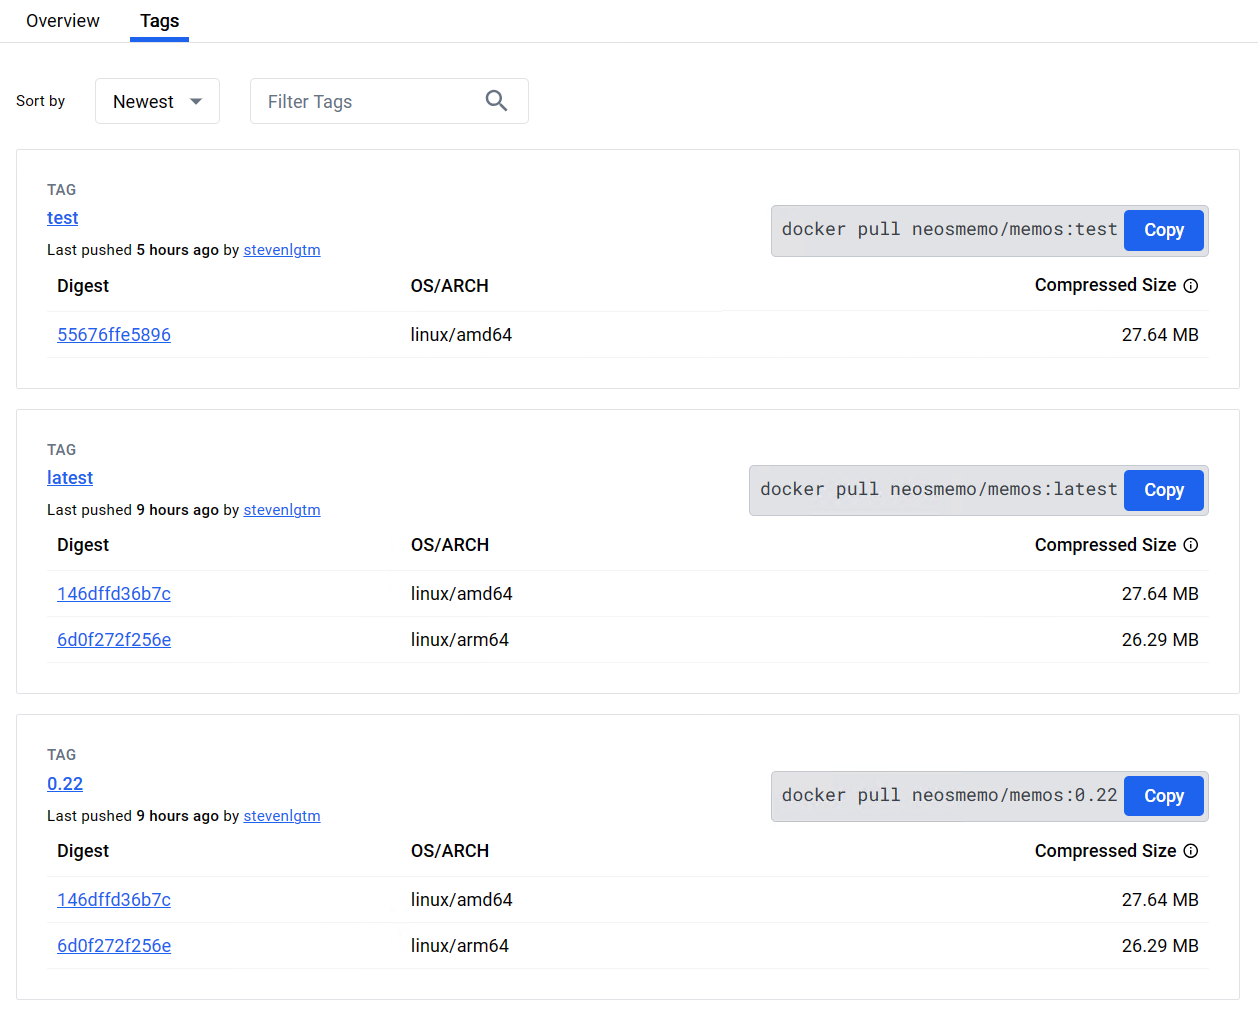 Overview Tags
Sort by Newest Filter Tags
TAG
test
docker pull neosmemo/memos:test Copy
Last pushed 5 hours ago by stevenlgtm
Digest OS/ARCH Compressed Size
55676ffe5896 linux/amd64 27.64 MB
TAG
latest
docker pull neosmemo/memos:latest Copy
Last pushed 9 hours ago by stevenlgtm
Digest OS/ARCH Compressed Size
146dffd36b7c linux/amd64 27.64 MB
6d0f272f256e linux/arm64 26.29 MB
TAG
0.22
docker pull neosmemo/memos:0.22 Copy
Last pushed 9 hours ago by stevenlgtm
Digest OS/ARCH Compressed Size
146dffd36b7c linux/amd64 27.64 MB
6d0f272f256e linux/arm64 26.29 MB